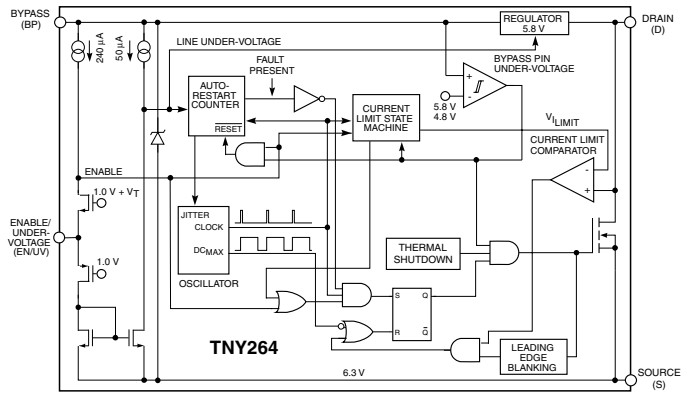 BYPASS
(BP)
REGULATOR
5.8 V
DRAIN
(D)
240 µA
50 µA
LINE UNDER-VOLTAGE
FAULT
PRESENT
BYPASS PIN
UNDER-VOLTAGE
AUTO-
RESTART
COUNTER
RESET
CURRENT
LIMIT STATE
MACHINE
+
-
5.8 V
4.8 V
VILIMIT
CURRENT LIMIT
COMPARATOR
-
+
ENABLE
1.0 V + VT
JITTER
CLOCK
DCMAX
OSCILLATOR
ENABLE/
UNDER-
VOLTAGE
(EN/UV)
1.0 V
THERMAL
SHUTDOWN
S
Q
R
Q
TNY264
LEADING
EDGE
BLANKING
6.3 V
SOURCE
(S)